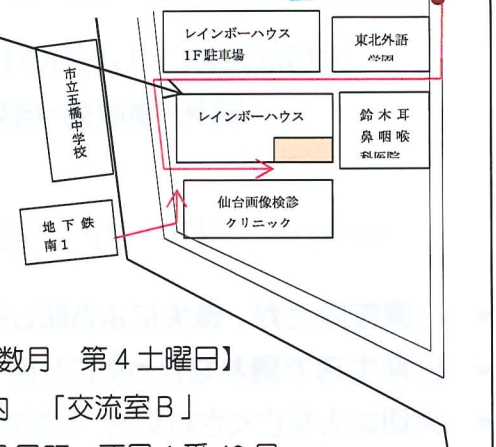 レインボーハウス
1F駐車場
東北外語
学園
市立五橋中学校
レインボーハウス
鈴木耳
鼻咽喉
科医院
仙台画像検診
クリニック
地下鉄
南1
数月 第4土曜日】
「交流室B」